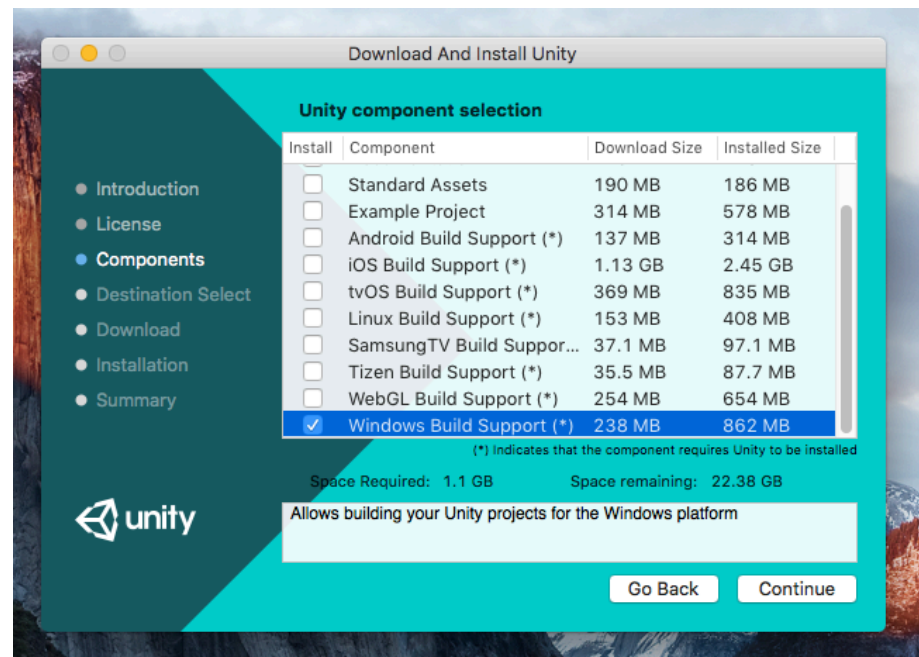 Download And Install Unity
Unity component selection
Install Component Download Size Installed Size
Standard Assets 190 MB 186 MB
Example Project 314 MB 578 MB
Android Build Support (*) 137 MB 314 MB
iOS Build Support (*) 1.13 GB 2.45 GB
tvOS Build Support (*) 369 MB 835 MB
Linux Build Support (*) 153 MB 408 MB
SamsungTV Build Suppor... 37.1 MB 97.1 MB
Tizen Build Support (*) 35.5 MB 87.7 MB
WebGL Build Support (*) 254 MB 654 MB
Windows Build Support (*) 238 MB 862 MB
(*) Indicates that the component requires Unity to be installed
Space Required: 1.1 GB Space remaining: 22.38 GB
Allows building your Unity projects for the Windows platform
Go Back Continue
Introduction
License
Components
Destination Select
Download
Installation
Summary
unity